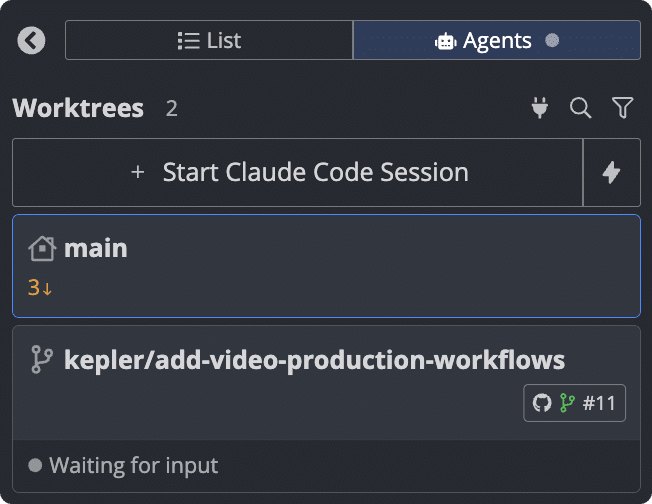 List
Agents
Worktrees 2
+ Start Claude Code Session
main
3↓
kepler/add-video-production-workflows
#11
Waiting for input